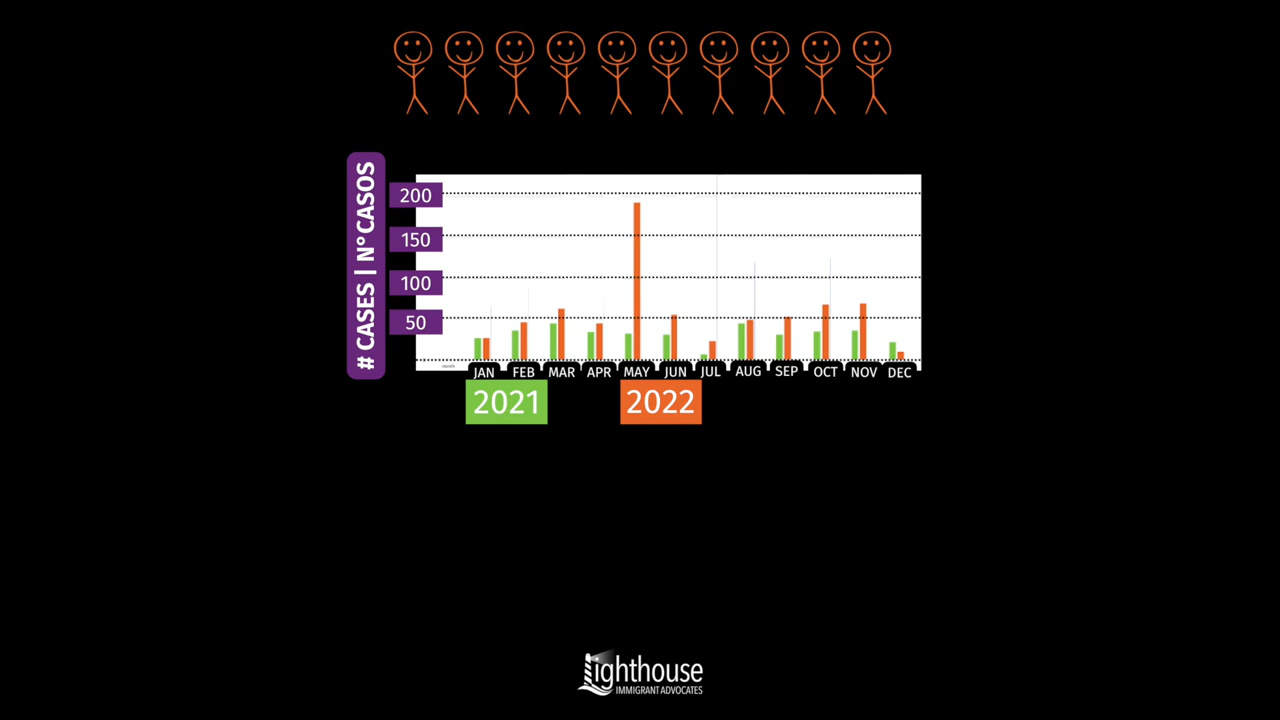 # CASES | N° CASOS
200
150
100
50
JAN FEB MAR APR MAY JUN JUL AUG SEP OCT NOV DEC
2021 2022
Lighthouse
IMMIGRANT ADVOCATES